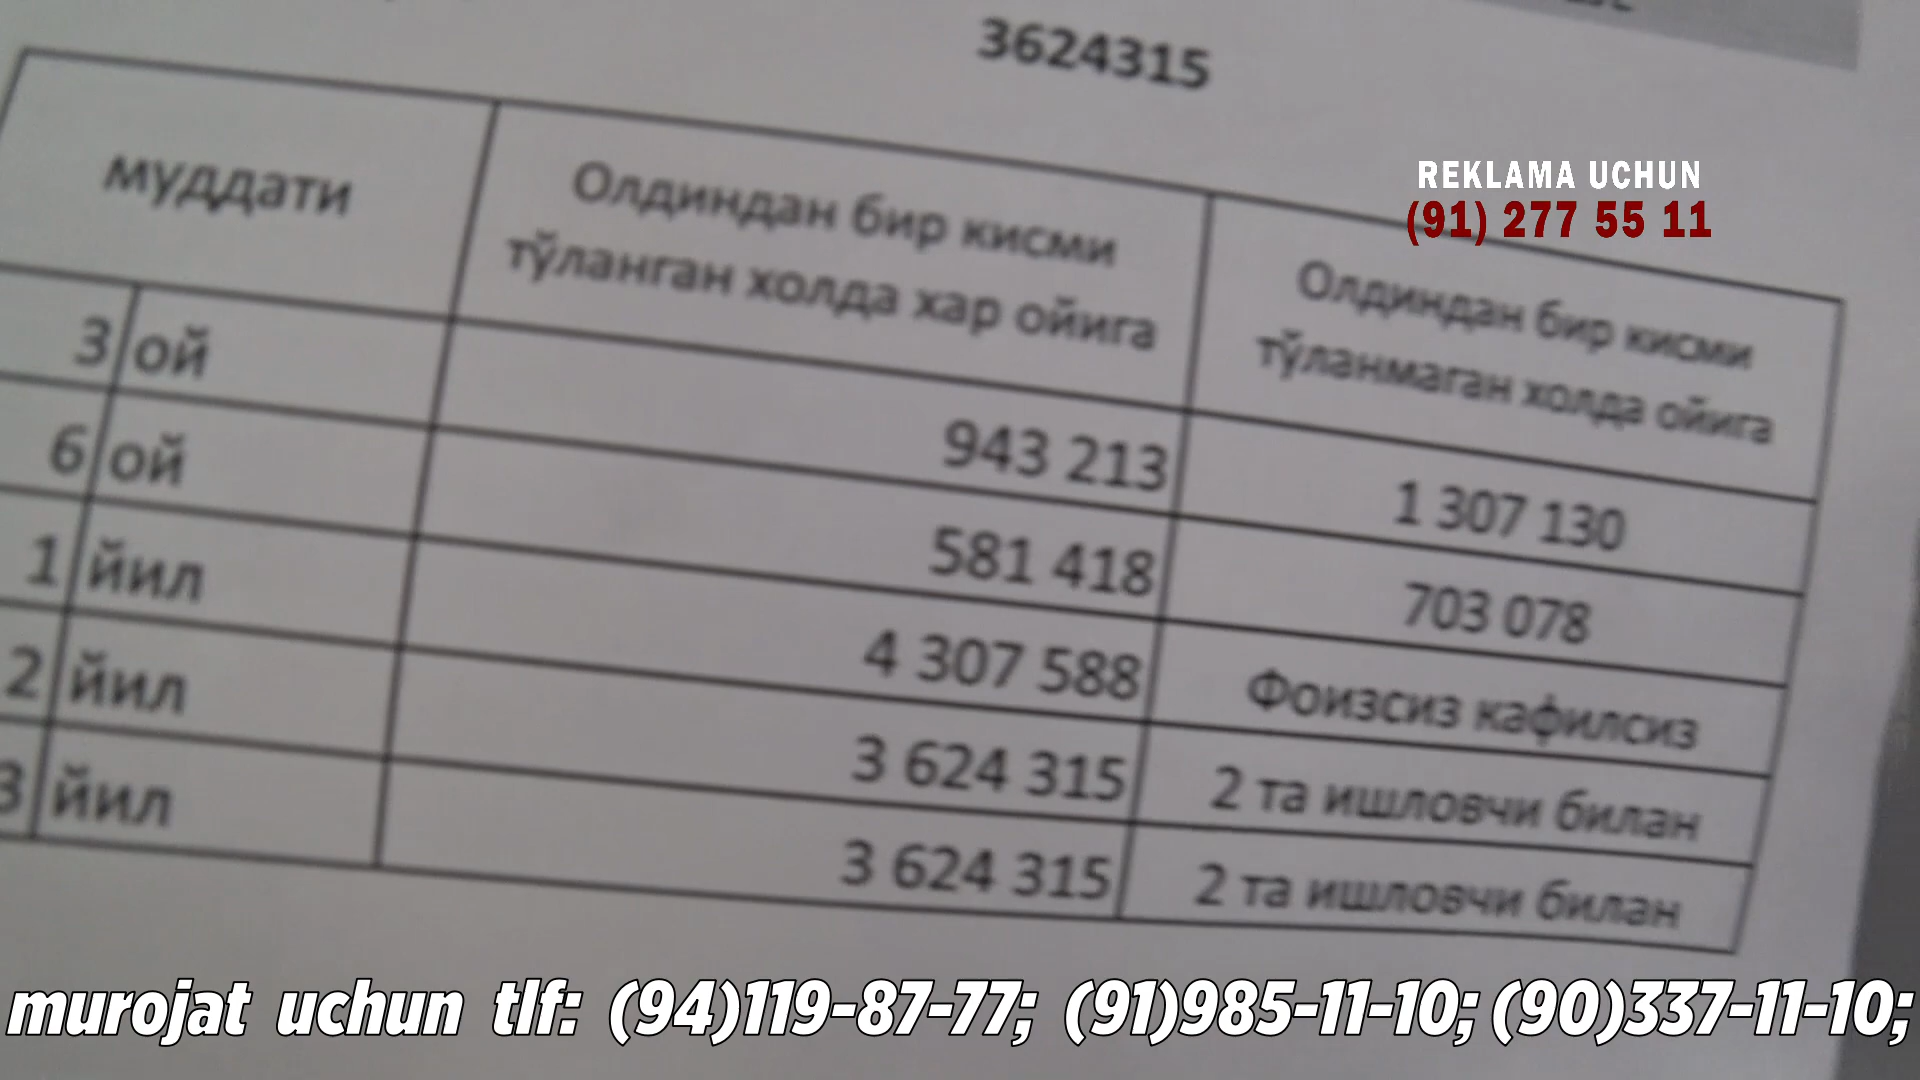 3624315
REKLAMA UCHUN
(91) 277 55 11
муддати
Олдиндан бир кисми
тўланган холда хар ойига
Олдиндан бир кисми
тўланмаган холда ойига
3 ой 943 213 1 307 130
6 ой 581 418 703 078
1 йил 4 307 588 Фоизсиз кафилсиз
2 йил 3 624 315 2 та ишловчи билан
3 йил 3 624 315 2 та ишловчи билан
murojat uchun tlf: (94)119-87-77; (91)985-11-10; (90)337-11-10;